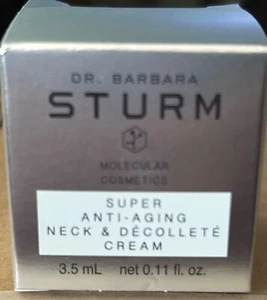 DR. BARBARA
STURM
MOLECULAR
COSMETICS
SUPER
ANTI-AGING
NECK & DÉCOLLETÉ
CREAM
3.5 mL net 0.11 fl. oz.